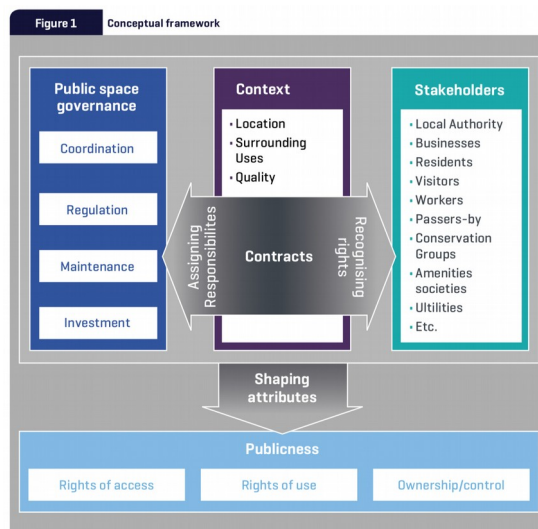 Figure 1
Conceptual framework
Public space
governance
Coordination
Regulation
Maintenance
Investment
Context
• Location
• Surrounding
Uses
• Quality
Stakeholders
• Local Authority
• Businesses
• Residents
• Visitors
• Workers
• Passers-by
• Conservation
Groups
• Amenities
societies
• Ultilities
• Etc.
Assigning
Responsibilites
Contracts
Recognising
rights
Shaping
attributes
Publicness
Rights of access
Rights of use
Ownership/control